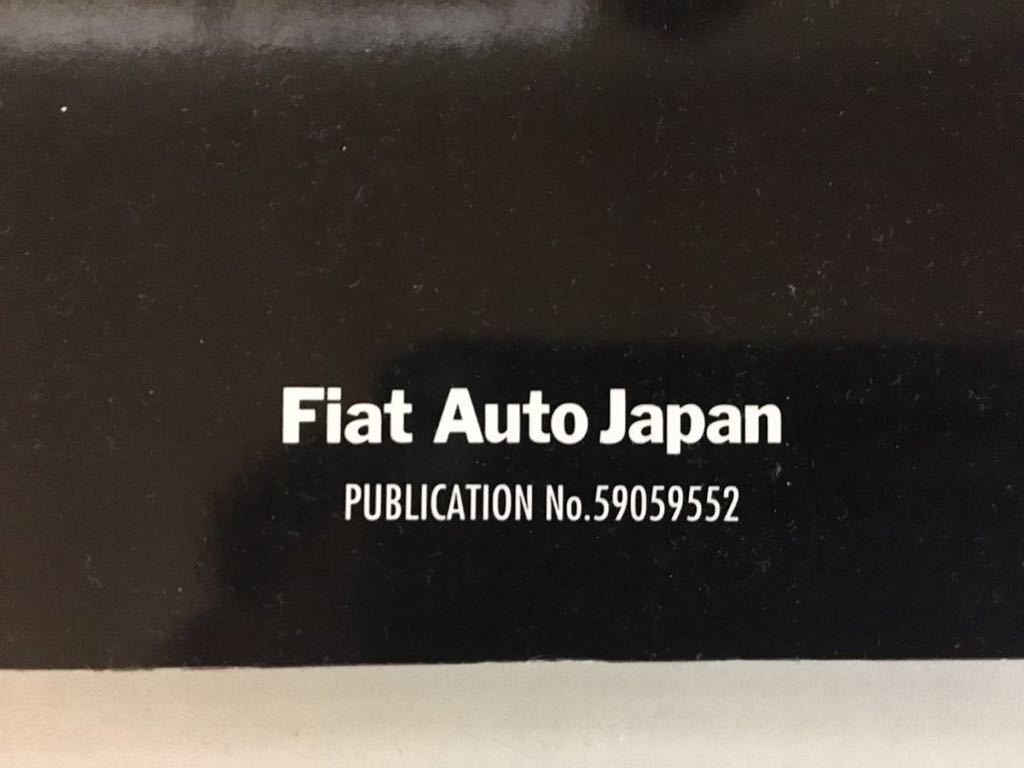 Fiat Auto Japan
PUBLICATION No.59059552